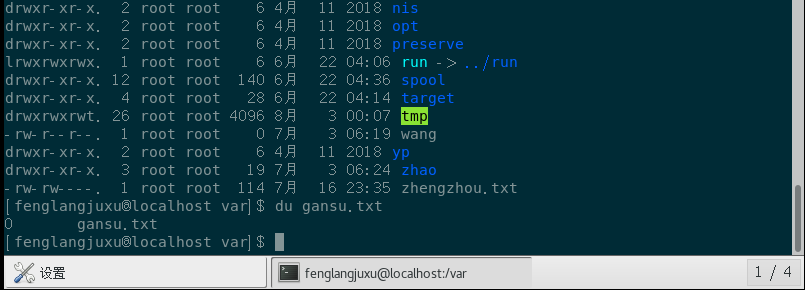 drwxr-xr-x.  2 root root    6 4月  11 2018 nis
drwxr-xr-x.  2 root root    6 4月  11 2018 opt
drwxr-xr-x.  2 root root    6 4月  11 2018 preserve
lrwxrwxrwx.  1 root root    6 6月  22 04:06 run -> ../run
drwxr-xr-x. 12 root root  140 6月  22 04:36 spool
drwxr-xr-x.  4 root root   28 6月  22 04:14 target
drwxrwxrwt. 26 root root 4096 8月   3 00:07 tmp
-rw-r--r--.  1 root root    0 7月   3 06:19 wang
drwxr-xr-x.  2 root root    6 4月  11 2018 yp
drwxr-xr-x.  3 root root   19 7月   3 06:24 zhao
-rw-rw----.  1 root root  114 7月  16 23:35 zhengzhou.txt
[fenglangjuxu@localhost var]$ du gansu.txt
0       gansu.txt
[fenglangjuxu@localhost var]$
设置
fenglangjuxu@localhost:/var
1 / 4